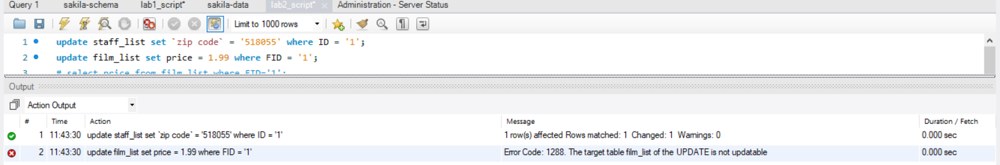 Query 1 sakila-schema lab1_script* sakila-data lab2_script* × Administration - Server Status
Limit to 1000 rows
1 update staff_list set `zip code` = '518055' where ID = '1';
2 update film_list set price = 1.99 where FID = '1';
3 # select price from film_list where FID='1';
Output
Action Output
# Time Action Message Duration / Fetch
1 11:43:30 update staff_list set `zip code` = '518055' where ID = '1' 1 row(s) affected Rows matched: 1 Changed: 1 Warnings: 0 0.000 sec
2 11:43:30 update film_list set price = 1.99 where FID = '1' Error Code: 1288. The target table film_list of the UPDATE is not updatable 0.000 sec